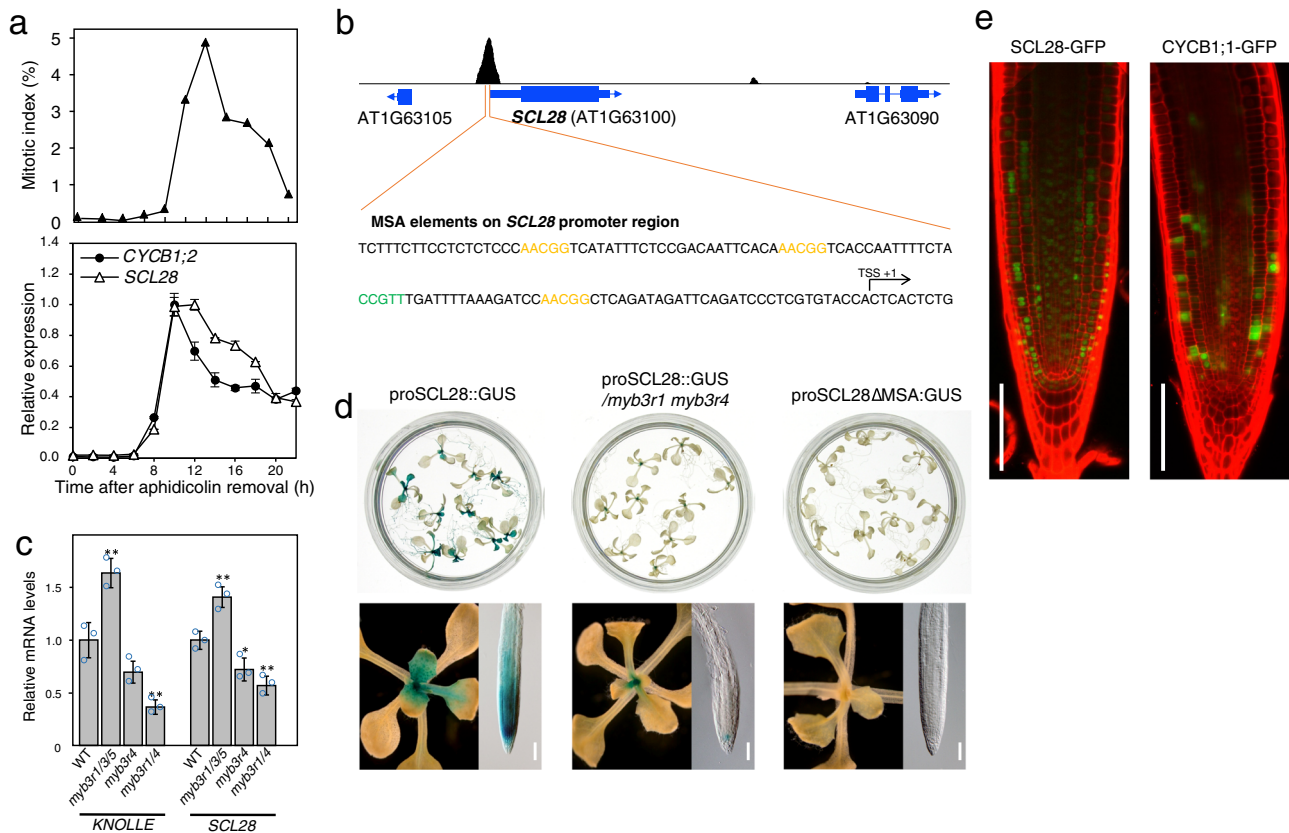 a
Mitotic index (%)
5
4
3
2
1
0
Relative expression
1.4
1.2
1.0
0.8
0.6
0.4
0.2
0.0
CYCB1;2
SCL28
0 4 8 12 16 20
Time after aphidicolin removal (h)
b
AT1G63105
SCL28 (AT1G63100)
AT1G63090
MSA elements on SCL28 promoter region
TCTTTCTTCCTCTCTCCCAACGGTCATATTTCTCCGACAATTCACAAACGGTCACCAATTTTCTA
TSS +1
CCGTTTGATTTTAAAGATCCAACGGCTCAGATAGATTCAGATCCCTCGTGTACCACTCACTCTG
c
Relative mRNA levels
1.5
1.0
0.5
0
**
**
**
*
**
WT
myb3r1/3/5
myb3r4
myb3r1/4
WT
myb3r1/3/5
myb3r4
myb3r1/4
KNOLLE
SCL28
d
proSCL28::GUS
proSCL28::GUS
/myb3r1 myb3r4
proSCL28ΔMSA:GUS
e
SCL28-GFP
CYCB1;1-GFP